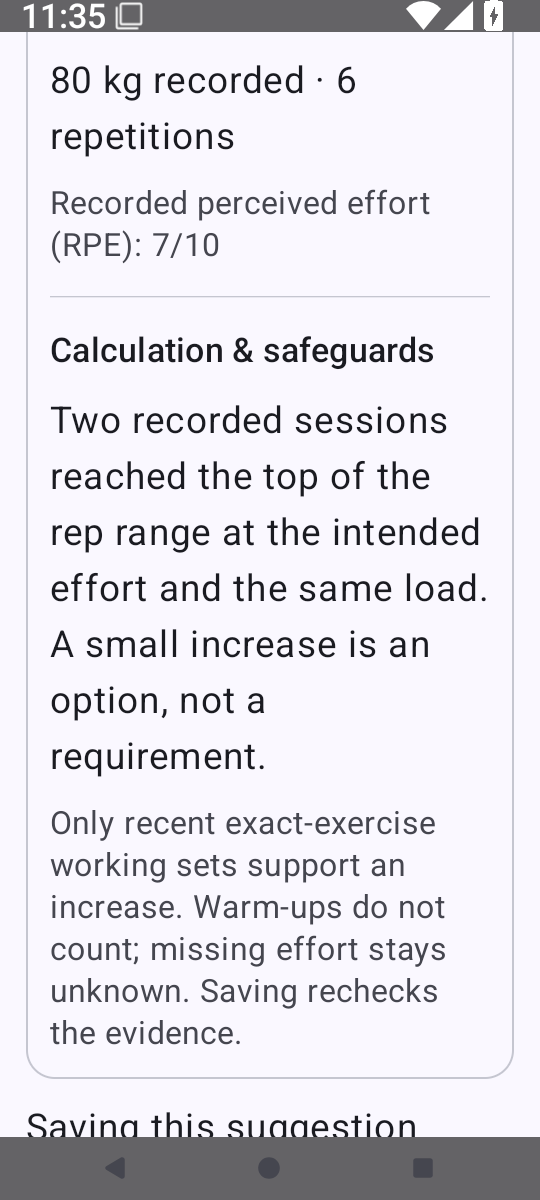 11:35
80 kg recorded · 6
repetitions
Recorded perceived effort
(RPE): 7/10
Calculation & safeguards
Two recorded sessions
reached the top of the
rep range at the intended
effort and the same load.
A small increase is an
option, not a
requirement.
Only recent exact-exercise
working sets support an
increase. Warm-ups do not
count; missing effort stays
unknown. Saving rechecks
the evidence.
Saving this suggestion